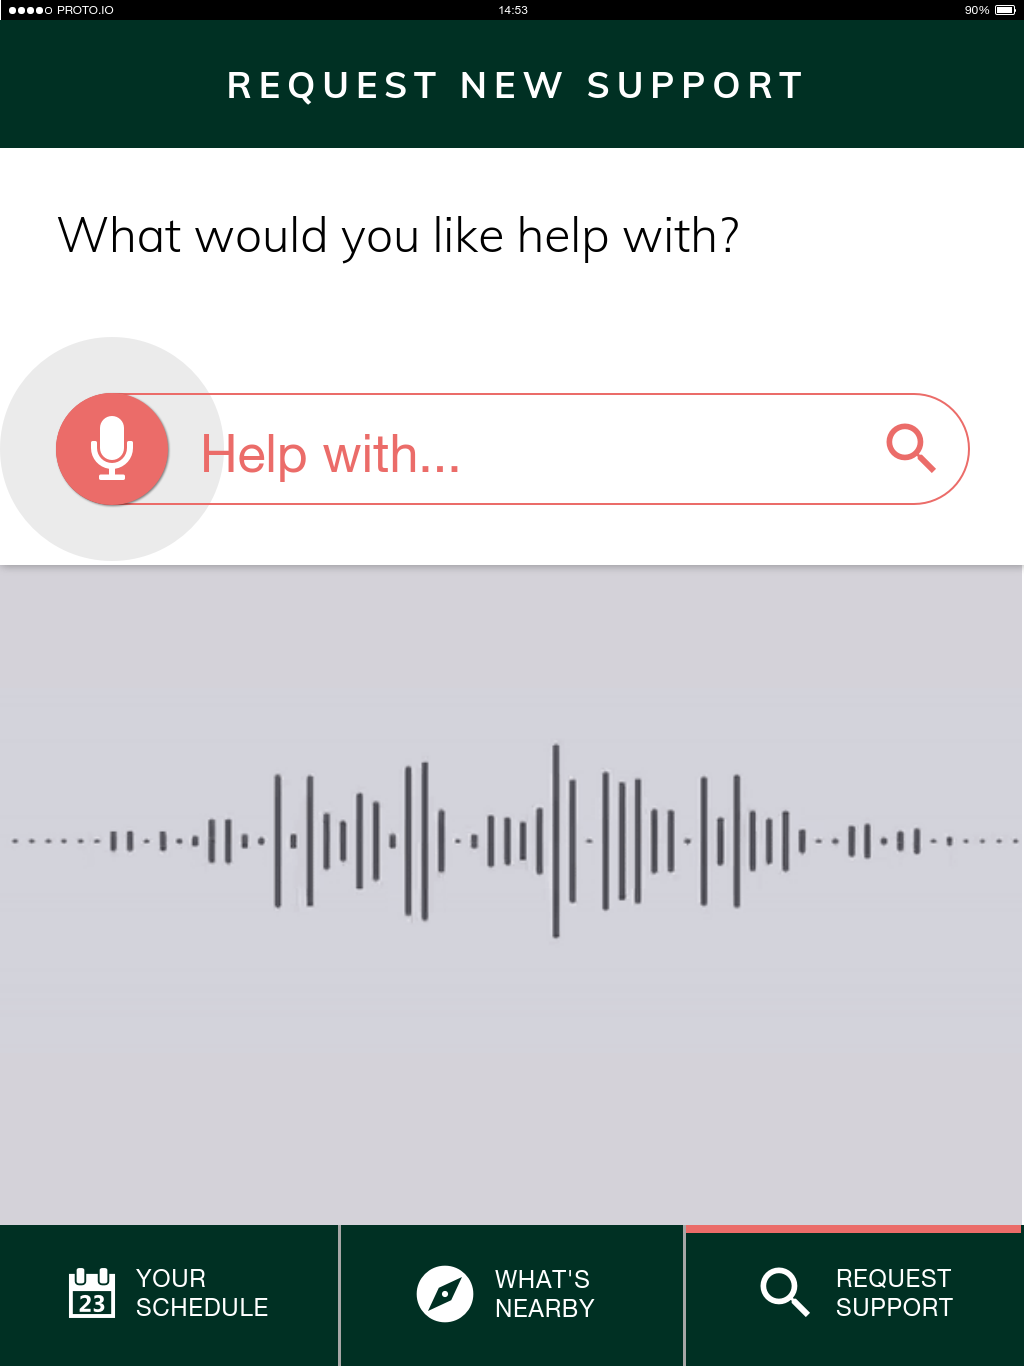 PROTO.IO 14:53 90%
REQUEST NEW SUPPORT
What would you like help with?
Help with...
23
YOUR
SCHEDULE
WHAT'S
NEARBY
REQUEST
SUPPORT